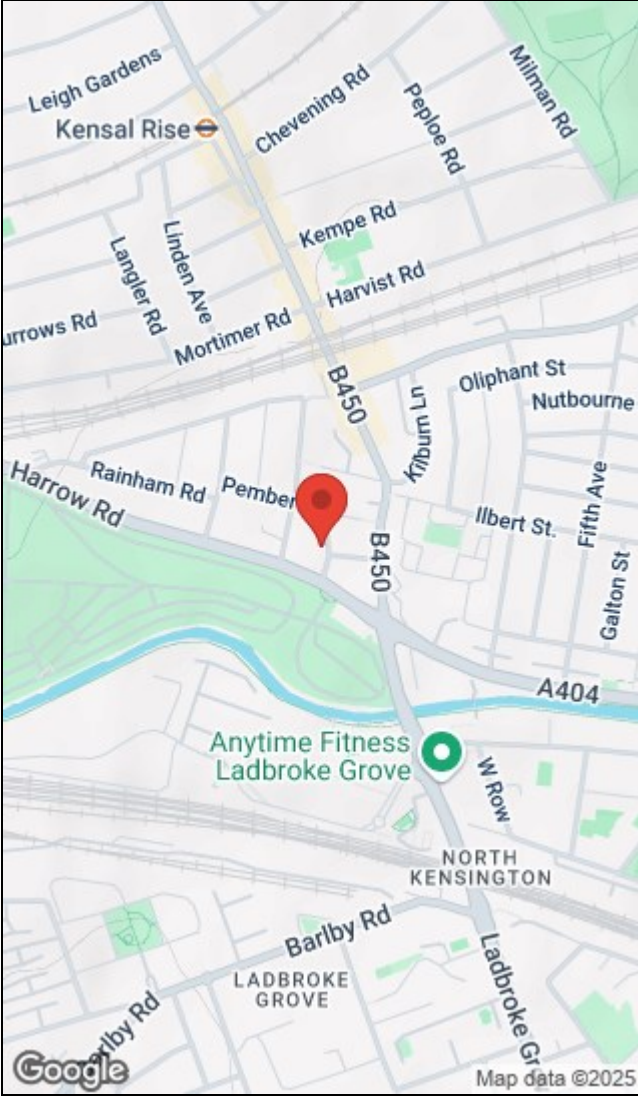 Leigh Gardens
Kensal Rise
Chevening Rd
Peploe Rd
Milman Rd
Kempe Rd
Linden Ave
Langler Rd
Harvist Rd
urrows Rd
Mortimer Rd
B450
Oliphant St
Nutbourne
Kilburn Ln
Harrow Rd
Rainham Rd
Pember
Ilbert St.
Fifth Ave
B450
Galton St
A404
Anytime Fitness
Ladbroke Grove
W Row
NORTH
KENSINGTON
Barlby Rd
LADBROKE
GROVE
Ladbroke Gr
arlby Rd
Google
Map data ©2025